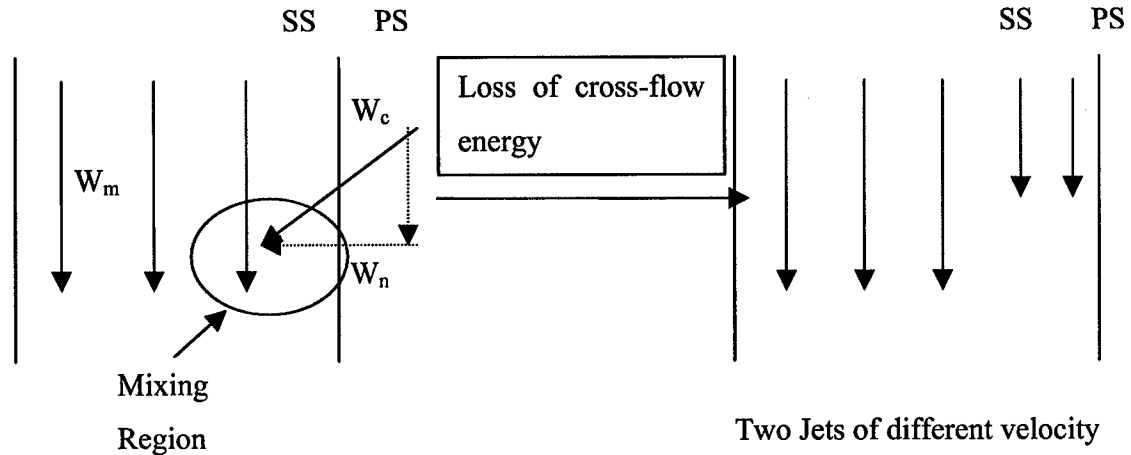 SS PS
SS PS
Loss of cross-flow
energy
W_c
W_m
W_n
Mixing
Region
Two Jets of different velocity